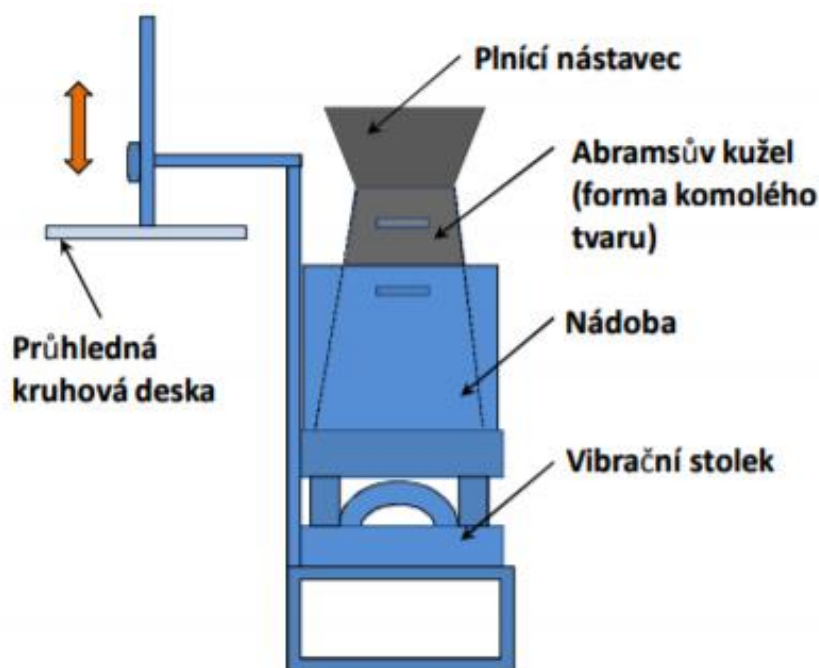 Plnící nástavec
Abramsův kužel
(forma komolého
tvaru)
Nádoba
Průhledná
kruhová deska
Vibrační stolek